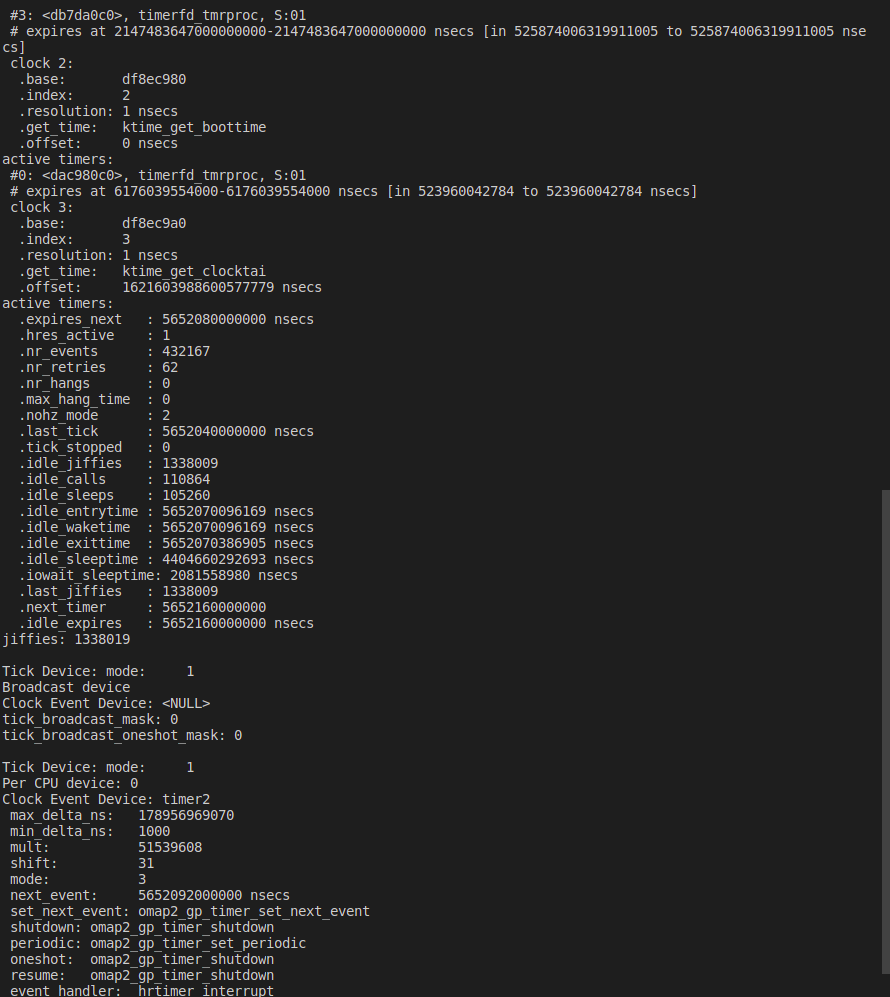 #3: <db7da0c0>, timerfd_tmrproc, S:01
 # expires at 2147483647000000000-2147483647000000000 nsecs [in 525874006319911005 to 525874006319911005 nse
cs]
 clock 2:
  .base:       df8ec980
  .index:      2
  .resolution: 1 nsecs
  .get_time:   ktime_get_boottime
  .offset:     0 nsecs
active timers:
 #0: <dac980c0>, timerfd_tmrproc, S:01
 # expires at 6176039554000-6176039554000 nsecs [in 523960042784 to 523960042784 nsecs]
 clock 3:
  .base:       df8ec9a0
  .index:      3
  .resolution: 1 nsecs
  .get_time:   ktime_get_clocktai
  .offset:     1621603988600577779 nsecs
active timers:
  .expires_next   : 5652080000000 nsecs
  .hres_active    : 1
  .nr_events      : 432167
  .nr_retries     : 62
  .nr_hangs       : 0
  .max_hang_time  : 0
  .nohz_mode      : 2
  .last_tick      : 5652040000000 nsecs
  .tick_stopped   : 0
  .idle_jiffies   : 1338009
  .idle_calls     : 110864
  .idle_sleeps    : 105260
  .idle_entrytime : 5652070096169 nsecs
  .idle_waketime  : 5652070096169 nsecs
  .idle_exittime  : 5652070386905 nsecs
  .idle_sleeptime : 4404660292693 nsecs
  .iowait_sleeptime: 2081558980 nsecs
  .last_jiffies   : 1338009
  .next_timer     : 5652160000000
  .idle_expires   : 5652160000000 nsecs
jiffies: 1338019

Tick Device: mode:     1
Broadcast device
Clock Event Device: <NULL>
tick_broadcast_mask: 0
tick_broadcast_oneshot_mask: 0

Tick Device: mode:     1
Per CPU device: 0
Clock Event Device: timer2
 max_delta_ns:   178956969070
 min_delta_ns:   1000
 mult:           51539608
 shift:          31
 mode:           3
 next_event:     5652092000000 nsecs
 set_next_event: omap2_gp_timer_set_next_event
 shutdown: omap2_gp_timer_shutdown
 periodic: omap2_gp_timer_set_periodic
 oneshot:  omap2_gp_timer_shutdown
 resume:   omap2_gp_timer_shutdown
 event_handler:  hrtimer_interrupt